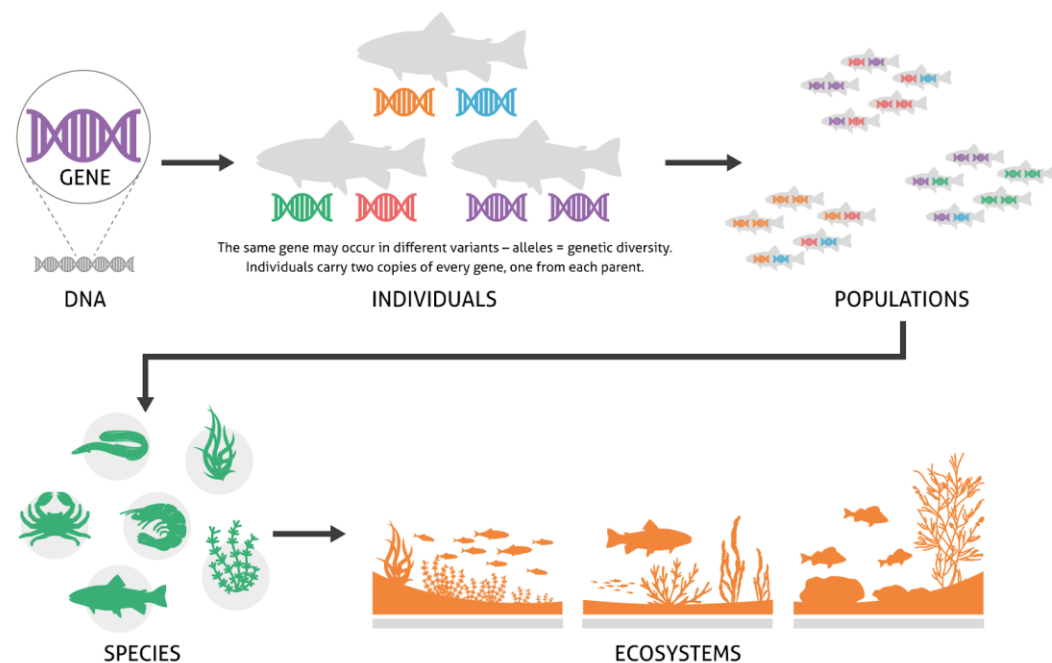 GENE
DNA
The same gene may occur in different variants – alleles = genetic diversity.
Individuals carry two copies of every gene, one from each parent.
INDIVIDUALS
POPULATIONS
SPECIES
ECOSYSTEMS